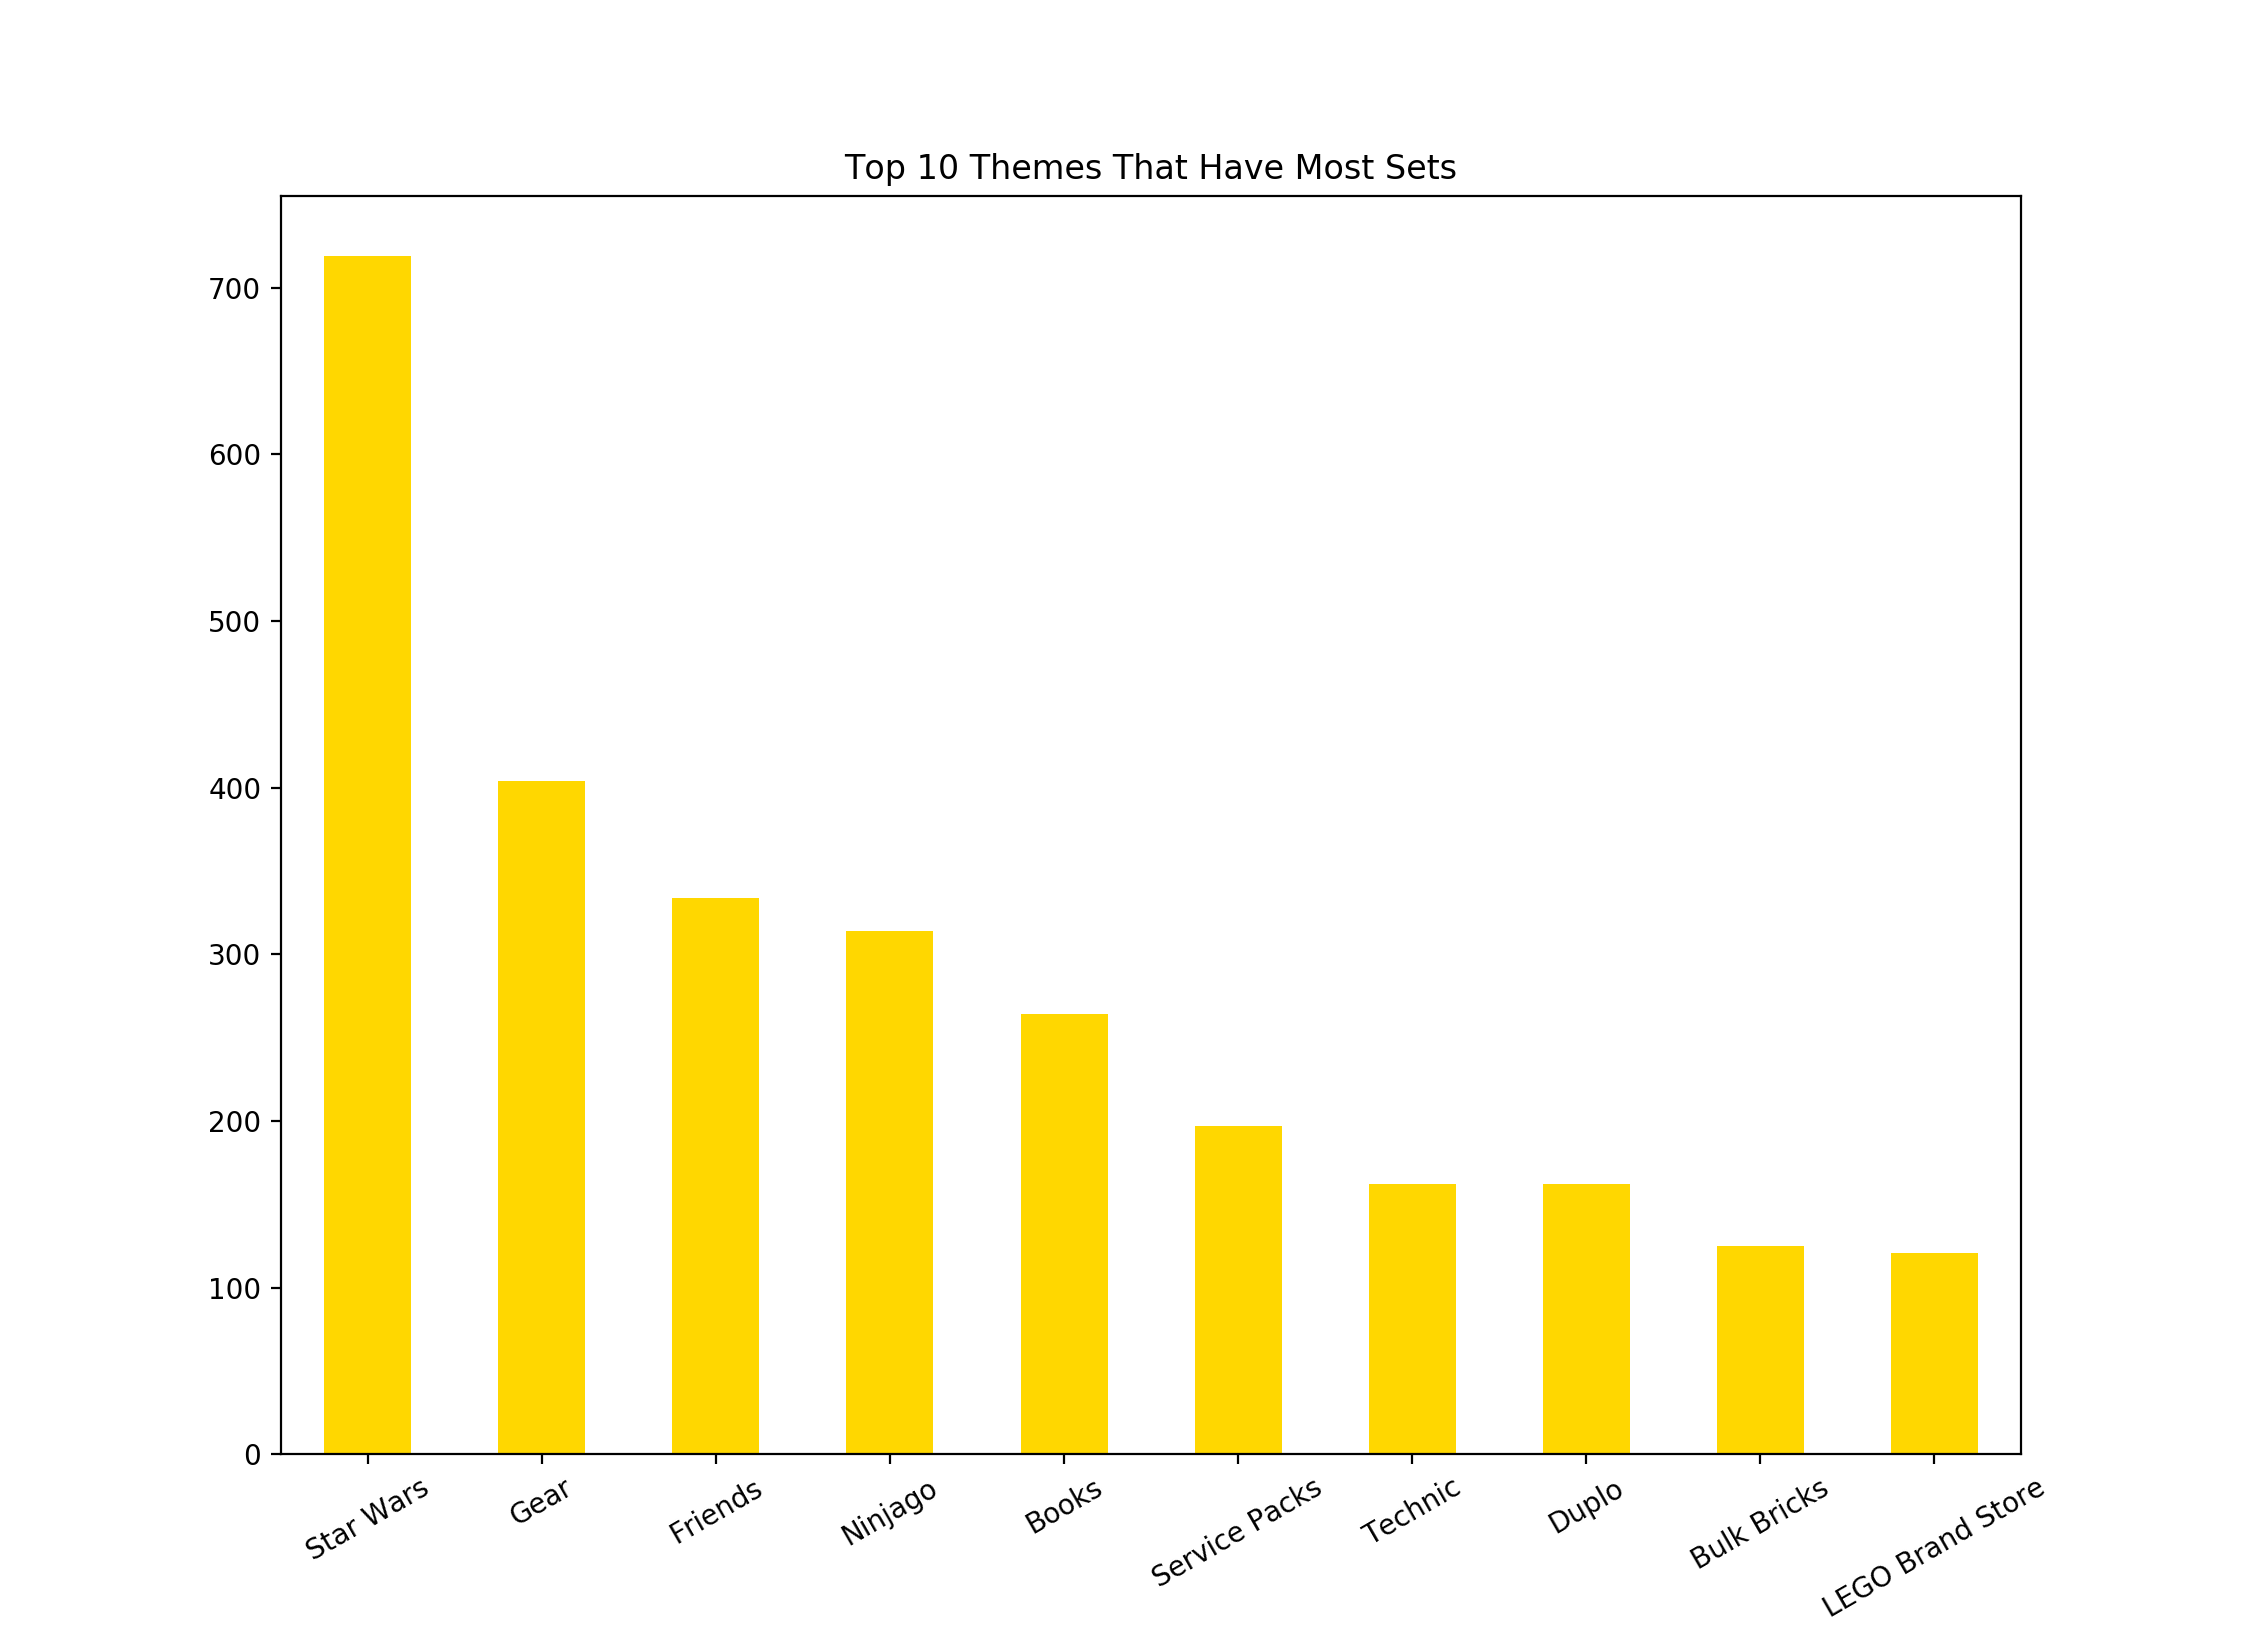 Top 10 Themes That Have Most Sets
700
600
500
400
300
200
100
0
Star Wars
Gear
Friends
Ninjago
Books
Service Packs
Technic
Duplo
Bulk Bricks
LEGO Brand Store